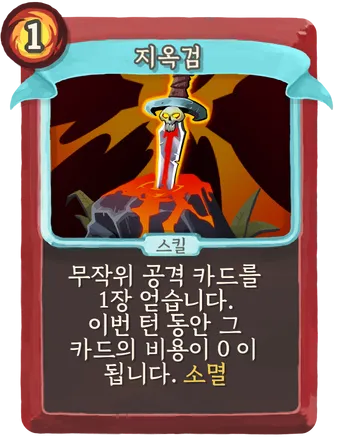 1
지옥검
스킬
무작위 공격 카드를
1장 얻습니다.
이번 턴 동안 그
카드의 비용이 0 이
됩니다. 소멸